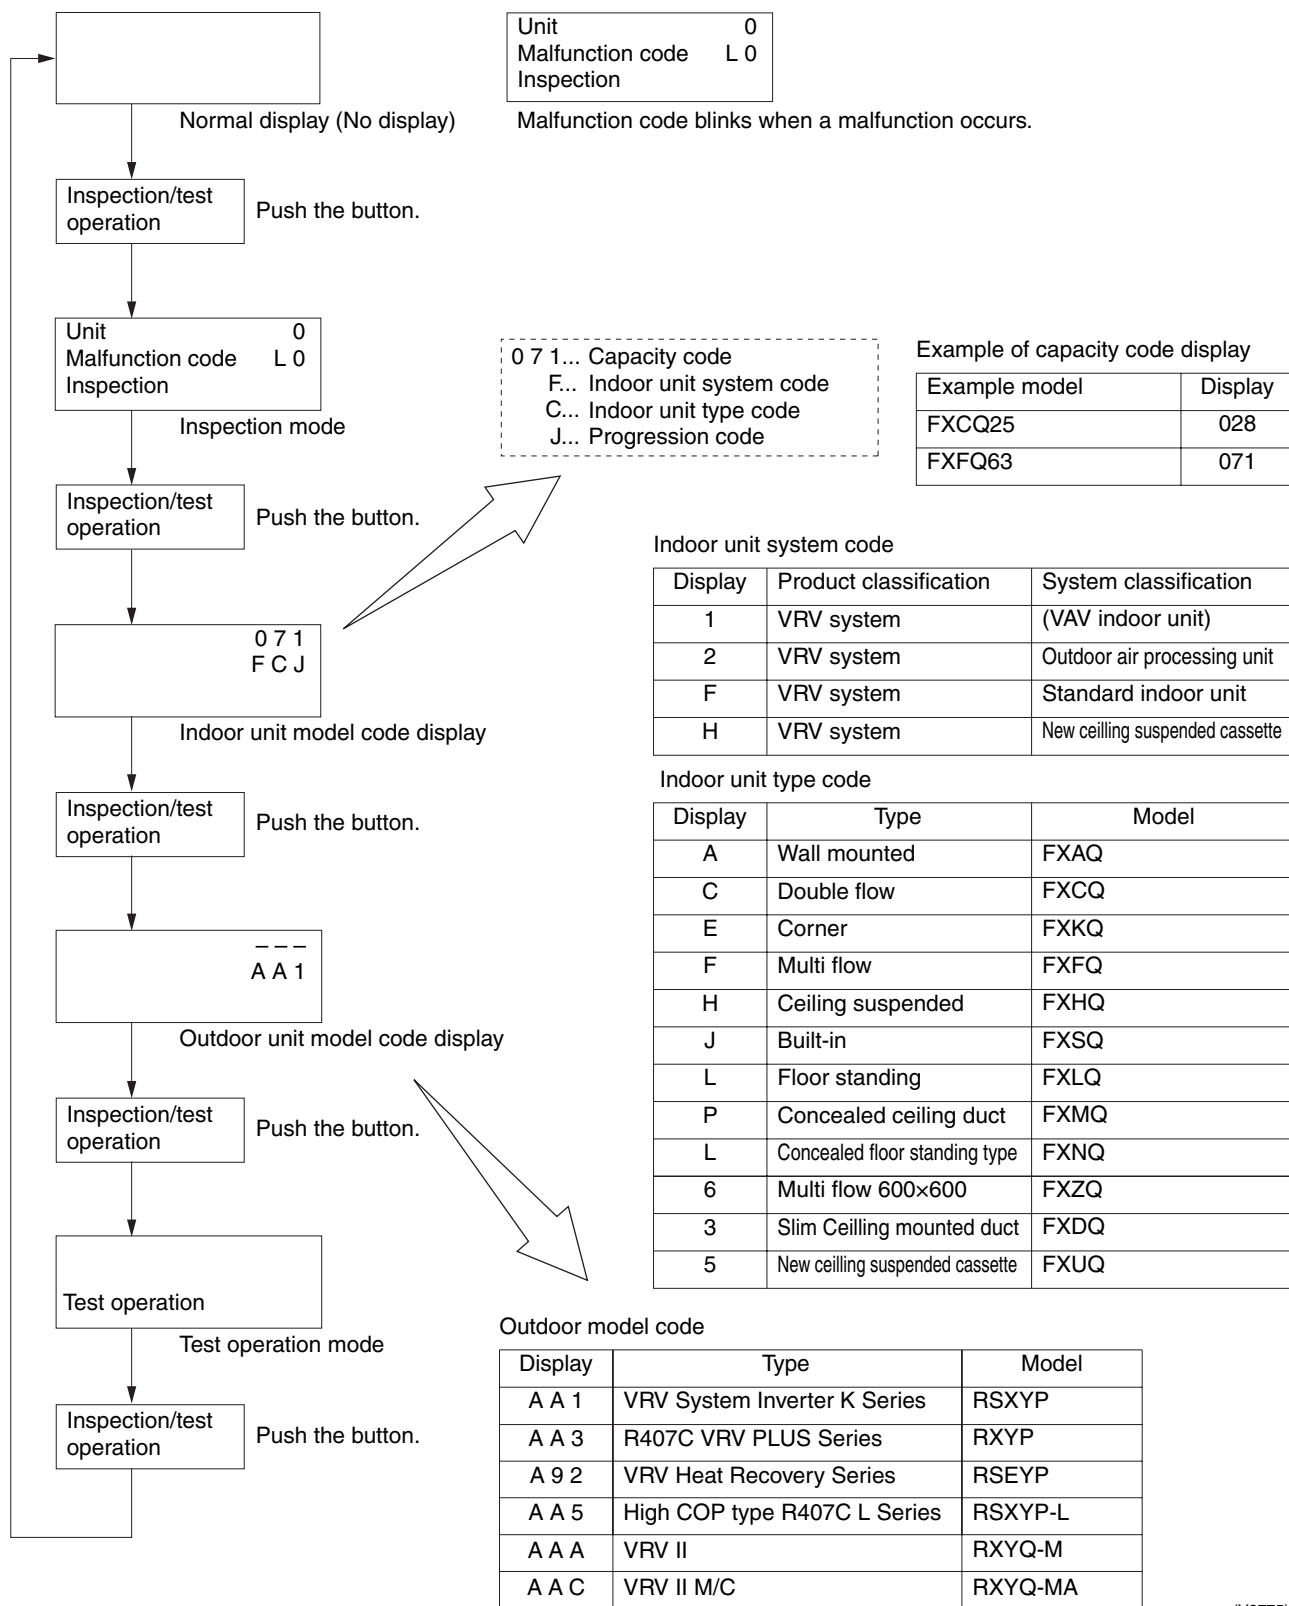 Unit 0
Malfunction code L 0
Inspection
Normal display (No display)
Malfunction code blinks when a malfunction occurs.
Inspection/test
operation
Push the button.
Unit 0
Malfunction code L 0
Inspection
Inspection mode
0 7 1... Capacity code
F... Indoor unit system code
C... Indoor unit type code
J... Progression code
Example of capacity code display
Example model Display
FXCQ25 028
FXFQ63 071
Inspection/test
operation
Push the button.
0 7 1
F C J
Indoor unit model code display
Indoor unit system code
Display Product classification System classification
1 VRV system (VAV indoor unit)
2 VRV system Outdoor air processing unit
F VRV system Standard indoor unit
H VRV system New ceilling suspended cassette
Inspection/test
operation
Push the button.
Indoor unit type code
Display Type Model
A Wall mounted FXAQ
C Double flow FXCQ
E Corner FXKQ
F Multi flow FXFQ
H Ceiling suspended FXHQ
J Built-in FXSQ
L Floor standing FXLQ
P Concealed ceiling duct FXMQ
L Concealed floor standing type FXNQ
6 Multi flow 600×600 FXZQ
3 Slim Ceilling mounted duct FXDQ
5 New ceilling suspended cassette FXUQ
– – –
A A 1
Outdoor unit model code display
Inspection/test
operation
Push the button.
Test operation
Test operation mode
Inspection/test
operation
Push the button.
Outdoor model code
Display Type Model
A A 1 VRV System Inverter K Series RSXYP
A A 3 R407C VRV PLUS Series RXYP
A 9 2 VRV Heat Recovery Series RSEYP
A A 5 High COP type R407C L Series RSXYP-L
A A A VRV II RXYQ-M
A A C VRV II M/C RXYQ-MA